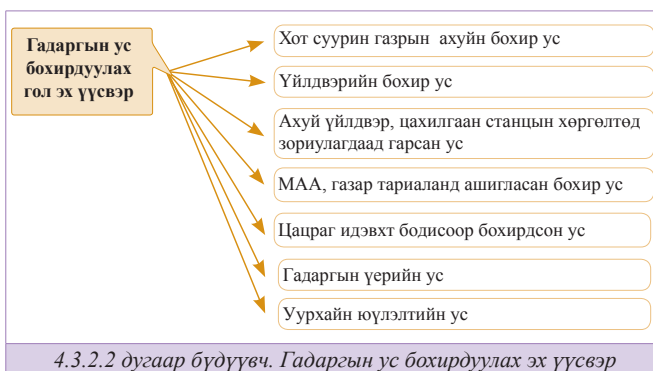 Гадаргын ус
бохирдуулах
гол эх үүсвэр
Хот суурин газрын ахуйн бохир ус
Үйлдвэрийн бохир ус
Ахуй үйлдвэр, цахилгаан станцын хөргөлтөд
зориулагдаад гарсан ус
МАА, газар тариаланд ашигласан бохир ус
Цацраг идэвхт бодисоор бохирдсон ус
Гадаргын үерийн ус
Уурхайн юүлэлтийн ус
4.3.2.2 дугаар бүдүүвч. Гадаргын ус бохирдуулах эх үүсвэр